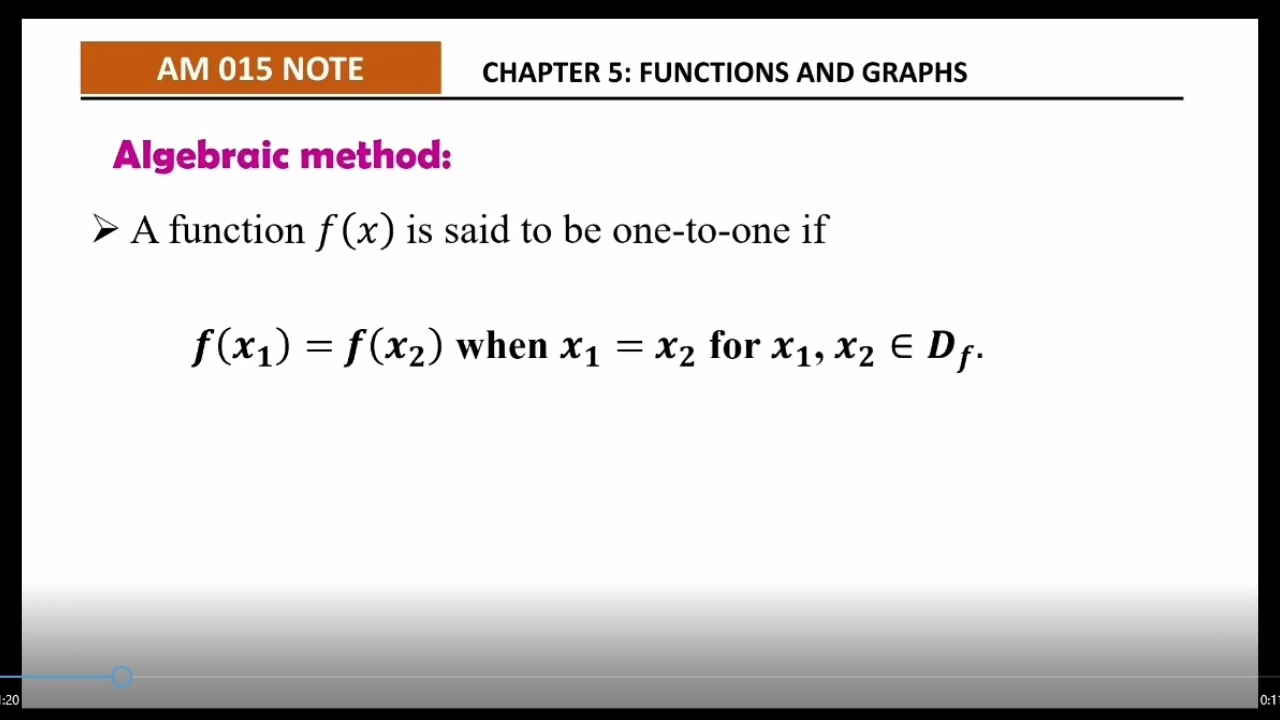 AM 015 NOTE
CHAPTER 5: FUNCTIONS AND GRAPHS
Algebraic method:
➢ A function f(x) is said to be one-to-one if
f(x₁) = f(x₂) when x₁ = x₂ for x₁, x₂ ∈ D_f.
:20